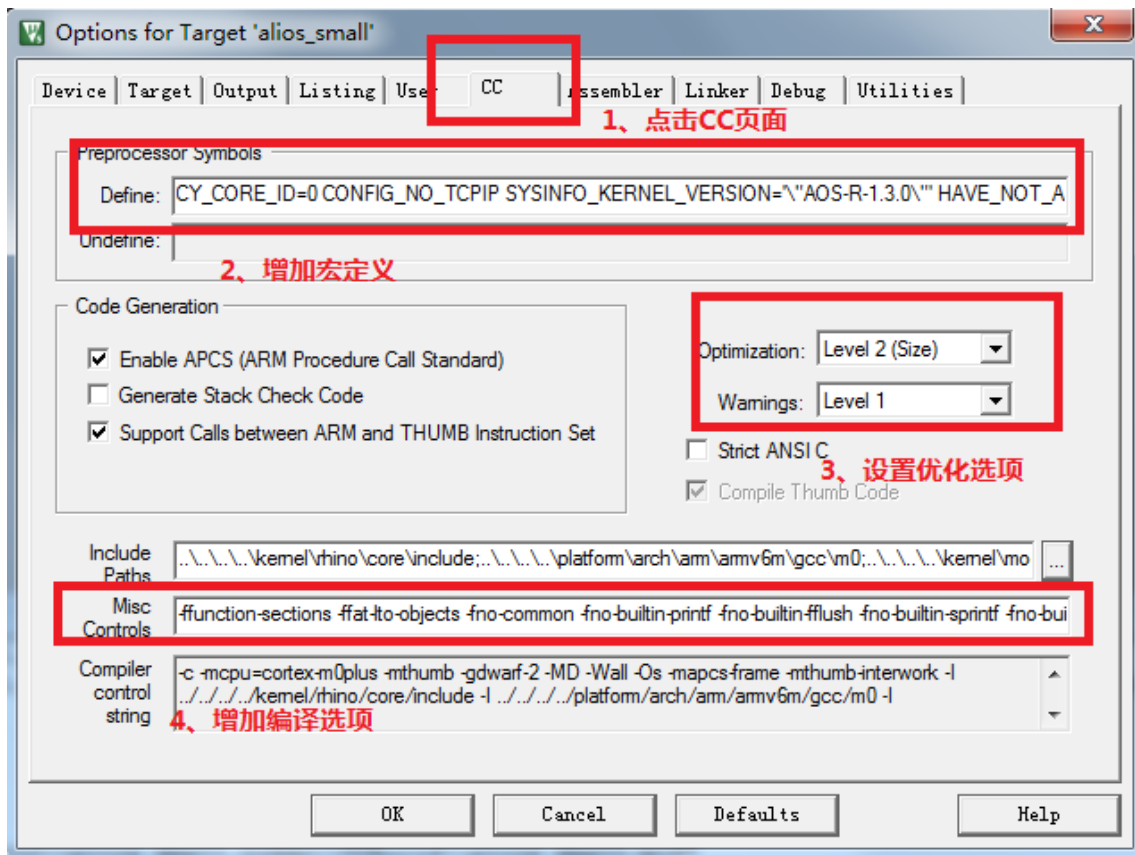 Options for Target 'alios_small'
Device Target Output Listing User CC Assembler Linker Debug Utilities
1、点击CC页面
Preprocessor Symbols
Define: CY_CORE_ID=0 CONFIG_NO_TCPIP SYSINFO_KERNEL_VERSION="\"AOS-R-1.3.0\"" HAVE_NOT_A
Undefine:
2、增加宏定义
Code Generation
Enable APCS (ARM Procedure Call Standard)
Generate Stack Check Code
Support Calls between ARM and THUMB Instruction Set
Optimization: Level 2 (Size)
Warnings: Level 1
Strict ANSI C
3、设置优化选项
Compile Thumb Code
Include Paths ..\..\..\..\kernel\rhino\core\include;..\..\..\..\platform\arch\arm\armv6m\gcc\m0;..\..\..\..\kernel\mo ...
Misc Controls -ffunction-sections -ffat-lto-objects -fno-common -fno-builtin-printf -fno-builtin-fflush -fno-builtin-sprintf -fno-bui
Compiler control string -c -mcpu=cortex-m0plus -mthumb -gdwarf-2 -MD -Wall -Os -mapcs-frame -mthumb-interwork -I
../../../../kernel/rhino/core/include -I ../../../../platform/arch/arm/armv6m/gcc/m0 -I
4、增加编译选项
OK Cancel Defaults Help